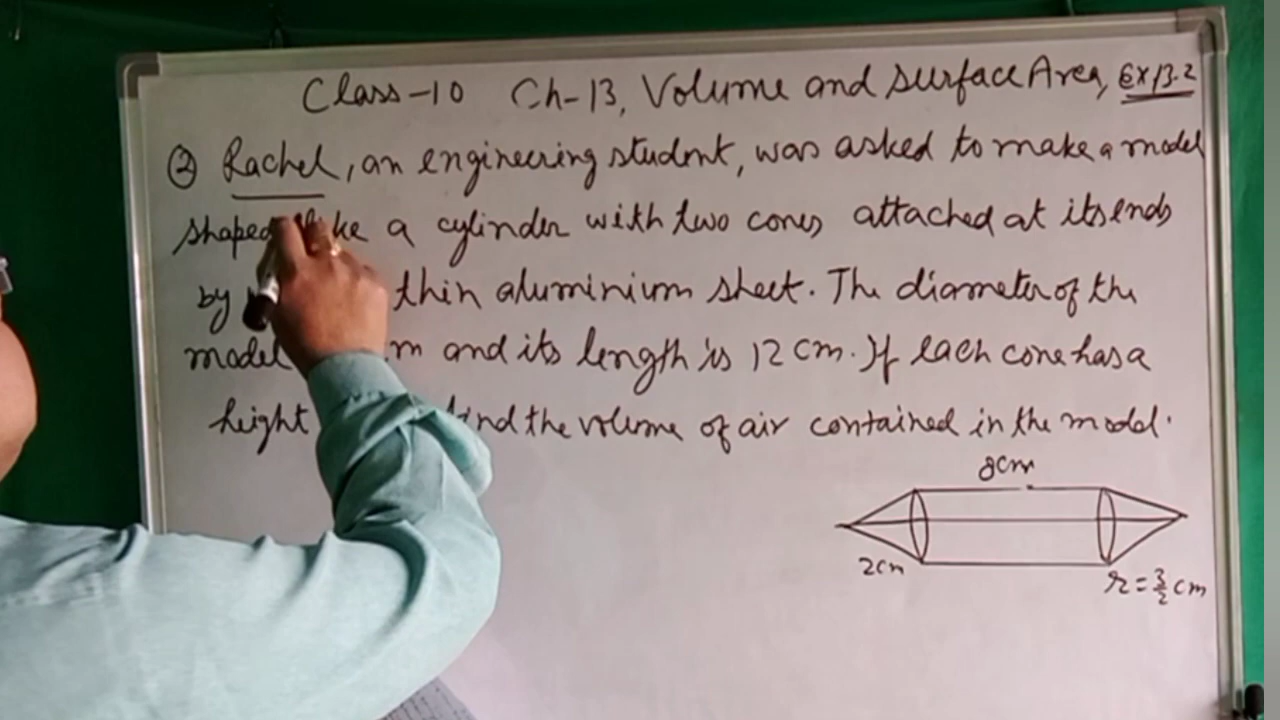 Class-10 Ch-13, Volume and Surface Area, Ex 13.2
② Rachel, an engineering student, was asked to make a model
shaped like a cylinder with two cones attached at its ends
by thin aluminium sheet. The diameter of the
model m and its length is 12 cm. If each cone has a
height ind the volume of air contained in the model.
8cm
2cm
r = 3/2 cm